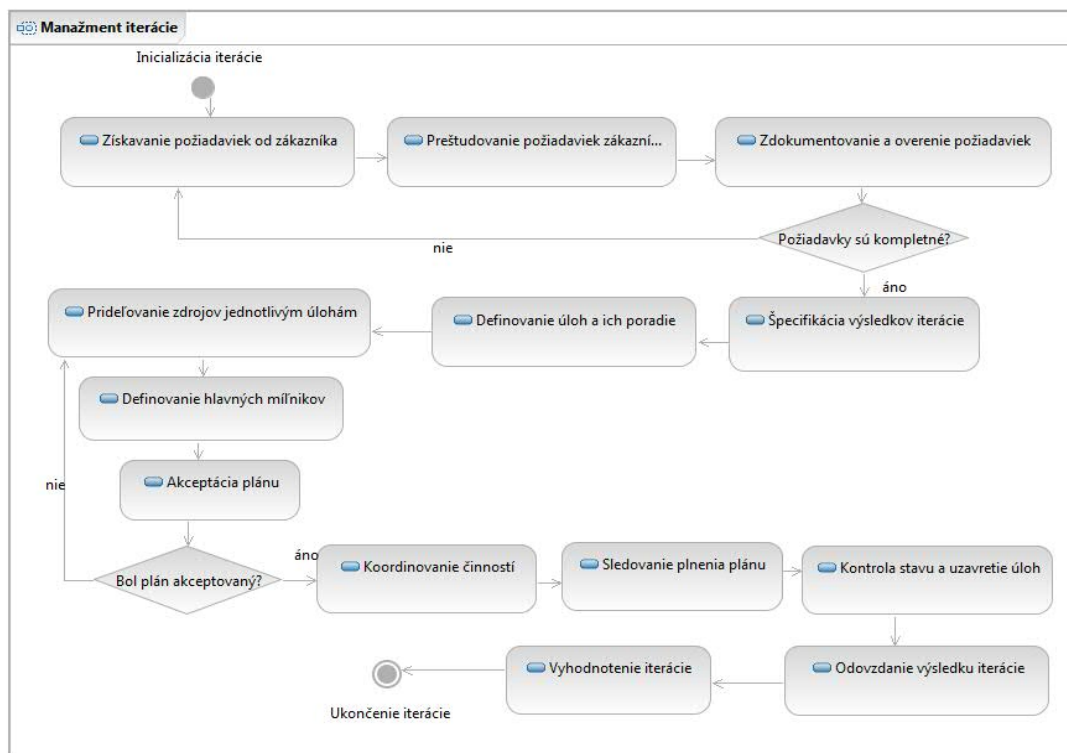 Manažment iterácie
Inicializácia iterácie
Získavanie požiadaviek od zákazníka
Preštudovanie požiadaviek zákazní...
Zdokumentovanie a overenie požiadaviek
Požiadavky sú kompletné?
nie
áno
Špecifikácia výsledkov iterácie
Definovanie úloh a ich poradie
Prideľovanie zdrojov jednotlivým úlohám
Definovanie hlavných míľnikov
Akceptácia plánu
nie
Bol plán akceptovaný?
áno
Koordinovanie činností
Sledovanie plnenia plánu
Kontrola stavu a uzavretie úloh
Odovzdanie výsledku iterácie
Vyhodnotenie iterácie
Ukončenie iterácie